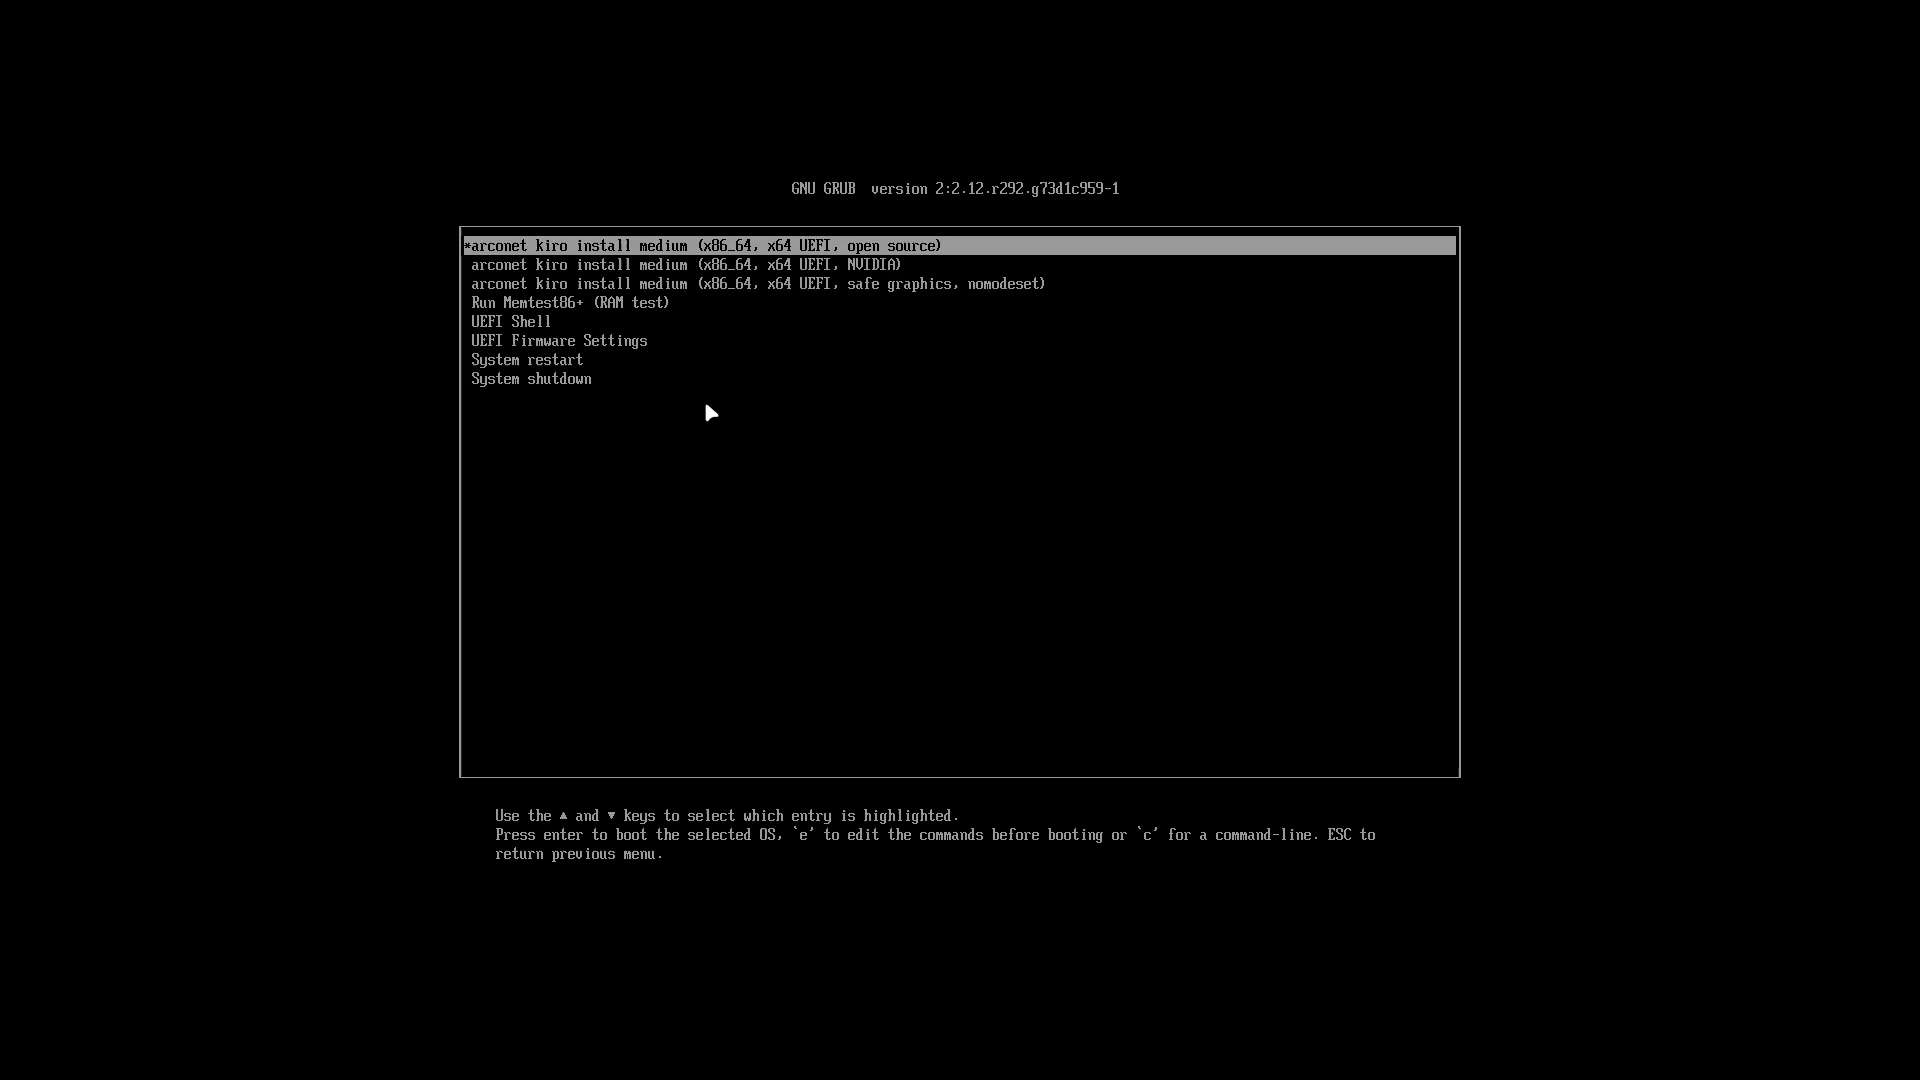 GNU GRUB  version 2:2.12.r292.g73d1c959-1
*arconet kiro install medium (x86_64, x64 UEFI, open source)
arconet kiro install medium (x86_64, x64 UEFI, NVIDIA)
arconet kiro install medium (x86_64, x64 UEFI, safe graphics, nomodeset)
Run Memtest86+ (RAM test)
UEFI Shell
UEFI Firmware Settings
System restart
System shutdown
Use the ▲ and ▼ keys to select which entry is highlighted.
Press enter to boot the selected OS, `e' to edit the commands before booting or `c' for a command-line. ESC to
return previous menu.